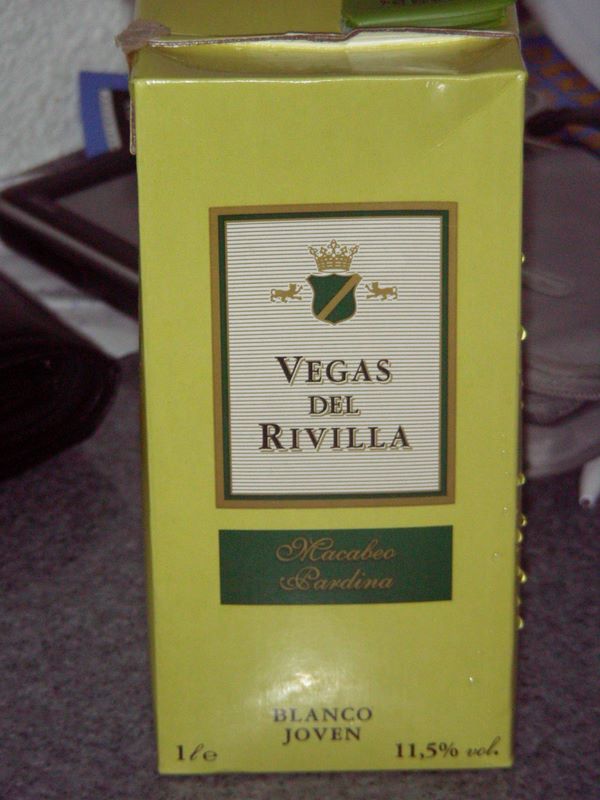 VEGAS
DEL
RIVILLA
Macabeo
Pardina
BLANCO
JOVEN
1 l e
11,5% vol.